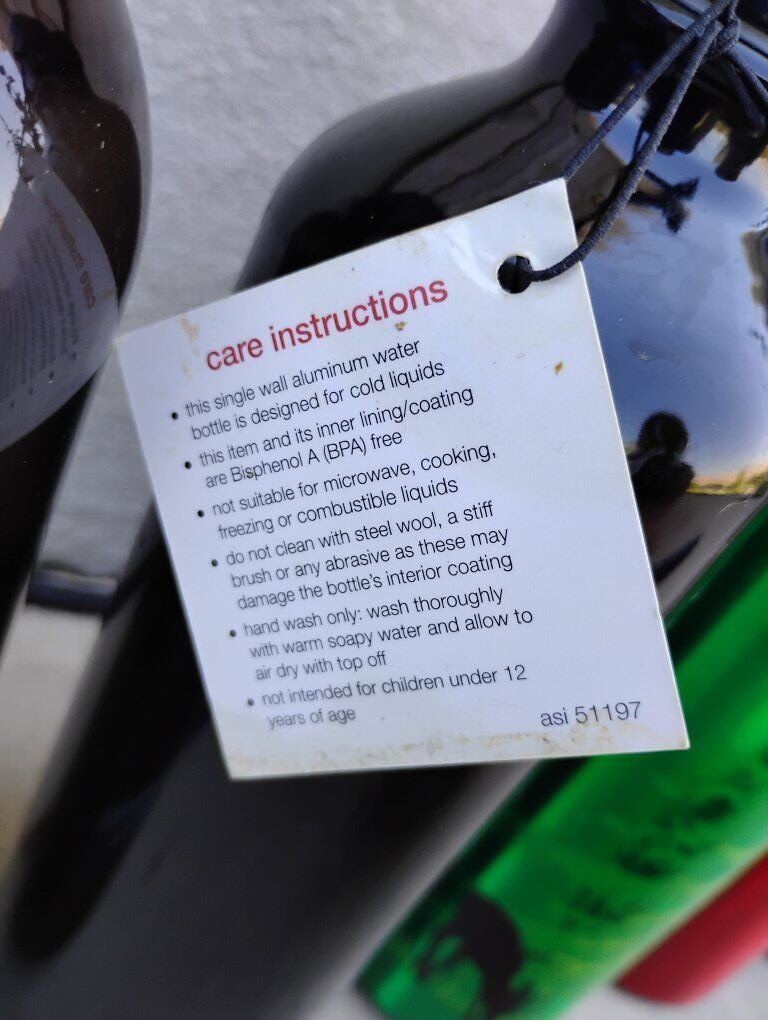 care instructions
• this single wall aluminum water
bottle is designed for cold liquids
• this item and its inner lining/coating
are Bisphenol A (BPA) free
• not suitable for microwave, cooking,
freezing or combustible liquids
• do not clean with steel wool, a stiff
brush or any abrasive as these may
damage the bottle's interior coating
• hand wash only: wash thoroughly
with warm soapy water and allow to
air dry with top off
• not intended for children under 12
years of age
asi 51197